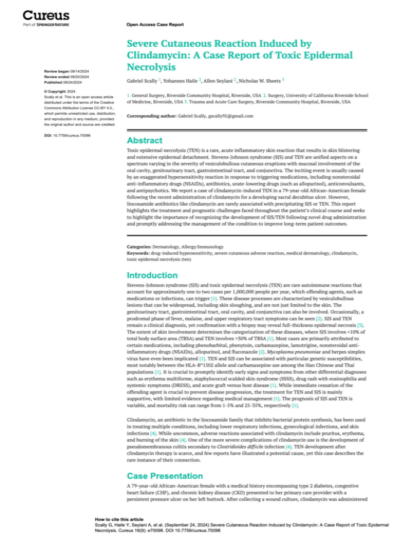 Cureus
Part of SPRINGER NATURE
Open Access Case Report
Severe Cutaneous Reaction Induced by
Clindamycin: A Case Report of Toxic Epidermal
Necrolysis
Review began 09/14/2024
Review ended 09/20/2024
Published 09/24/2024
© Copyright 2024
Scally et al. This is an open access article
distributed under the terms of the Creative
Commons Attribution License CC-BY 4.0.,
which permits unrestricted use, distribution,
and reproduction in any medium, provided
the original author and source are credited.
DOI: 10.7759/cureus.70096
Gabriel Scally 1, Yohannes Haile 2, Allen Seylani 2, Nicholas W. Sheets 3
1. General Surgery, Riverside Community Hospital, Riverside, USA 2. Surgery, University of California Riverside School
of Medicine, Riverside, USA 3. Trauma and Acute Care Surgery, Riverside Community Hospital, Riverside, USA
Corresponding author: Gabriel Scally,
Abstract
Toxic epidermal necrolysis (TEN) is a rare, acute inflammatory skin reaction that results in skin blistering
and extensive epidermal detachment. Stevens-Johnson syndrome (SJS) and TEN are unified aspects on a
spectrum varying to the severity of vesiculobullous cutaneous eruptions with mucosal involvement of the
oral cavity, genitourinary tract, gastrointestinal tract, and conjunctiva. The inciting event is usually caused
by an exaggerated hypersensitivity reaction in response to triggering medications, including nonsteroidal
anti-inflammatory drugs (NSAIDs), antibiotics, urate-lowering drugs (such as allopurinol), anticonvulsants,
and antipsychotics. We report a case of clindamycin-induced TEN in a 79-year-old African-American female
following the recent administration of clindamycin for a developing sacral decubitus ulcer. However,
lincosamide antibiotics like clindamycin are rarely associated with precipitating SJS or TEN. This report
highlights the treatment and prognostic challenges faced throughout the patient's clinical course and seeks
to highlight the importance of recognizing the development of SJS/TEN following novel drug administration
and promptly addressing the management of the condition to improve long-term patient outcomes.
Categories: Dermatology, Allergy/Immunology
Keywords: drug-induced hypersensitivity, severe cutaneous adverse reaction, medical dermatology, clindamycin,
toxic epidermal necrolysis (ten)
Introduction
Stevens-Johnson syndrome (SJS) and toxic epidermal necrolysis (TEN) are rare autoimmune reactions that
account for approximately one to two cases per 1,000,000 people per year, which offending agents, such as
medications or infections, can trigger [1]. These disease processes are characterized by vesiculobullous
lesions that can be widespread, including skin sloughing, and are not just limited to the skin. The
genitourinary tract, gastrointestinal tract, oral cavity, and conjunctiva can also be involved. Occasionally, a
prodromal phase of fever, malaise, and upper respiratory tract symptoms can be seen [2]. SJS and TEN
remain a clinical diagnosis, yet confirmation with a biopsy may reveal full-thickness epidermal necrosis [3].
The extent of skin involvement determines the categorization of these diseases, where SJS involves <10% of
total body surface area (TBSA) and TEN involves >30% of TBSA [1]. Most cases are primarily attributed to
certain medications, including phenobarbital, phenytoin, carbamazepine, lamotrigine, nonsteroidal anti-
inflammatory drugs (NSAIDs), allopurinol, and fluconazole [2]. Mycoplasma pneumoniae and herpes simplex
virus have even been implicated [2]. TEN and SJS can be associated with particular genetic susceptibilities,
most notably between the HLA-B*1502 allele and carbamazepine use among the Han Chinese and Thai
populations [3]. It is crucial to promptly identify early signs and symptoms from other differential diagnoses
such as erythema multiforme, staphylococcal scalded skin syndrome (SSSS), drug rash with eosinophilia and
systemic symptoms (DRESS), and acute graft versus host disease [1]. While immediate cessation of the
offending agent is crucial to prevent disease progression, the treatment for TEN and SJS is mainly
supportive, with limited evidence regarding medical management [1]. The prognosis of SJS and TEN is
variable, and mortality risk can range from 1-5% and 25-35%, respectively [1].
Clindamycin, an antibiotic in the lincosamide family that inhibits bacterial protein synthesis, has been used
in treating multiple conditions, including lower respiratory infections, gynecological infections, and skin
infections [4]. While uncommon, adverse reactions associated with clindamycin include pruritus, erythema,
and burning of the skin [4]. One of the more severe complications of clindamycin use is the development of
pseudomembranous colitis secondary to Clostridioides difficile infection [4]. TEN development after
clindamycin therapy is scarce, and few reports have illustrated a potential cause, yet this case describes the
rare instance of their connection.
Case Presentation
A 79-year-old African-American female with a medical history encompassing type 2 diabetes, congestive
heart failure (CHF), and chronic kidney disease (CKD) presented to her primary care provider with a
persistent pressure ulcer on her left buttock. After collecting a wound culture, clindamycin was administered
How to cite this article
Scally G, Haile Y, Seylani A, et al. (September 24, 2024) Severe Cutaneous Reaction Induced by Clindamycin: A Case Report of Toxic Epidermal
Necrolysis. Cureus 16(9): e70096. DOI 10.7759/cureus.70096